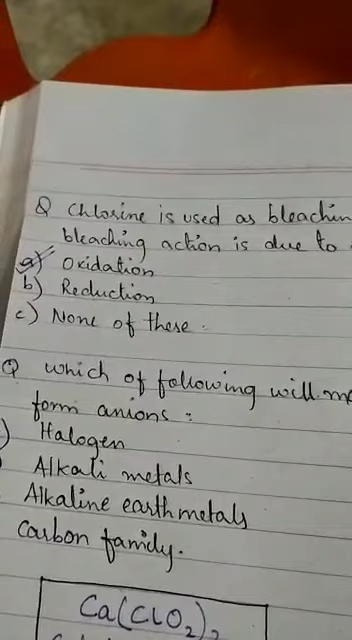 Q Chlorine is used as
bleaching action is due to
a) Oxidation
b) Reduction
c) None of these.
Q which of following will
form anions :
) Halogen
Alkali metals
Alkaline earth metals
Carbon family.
Ca(ClO2)2